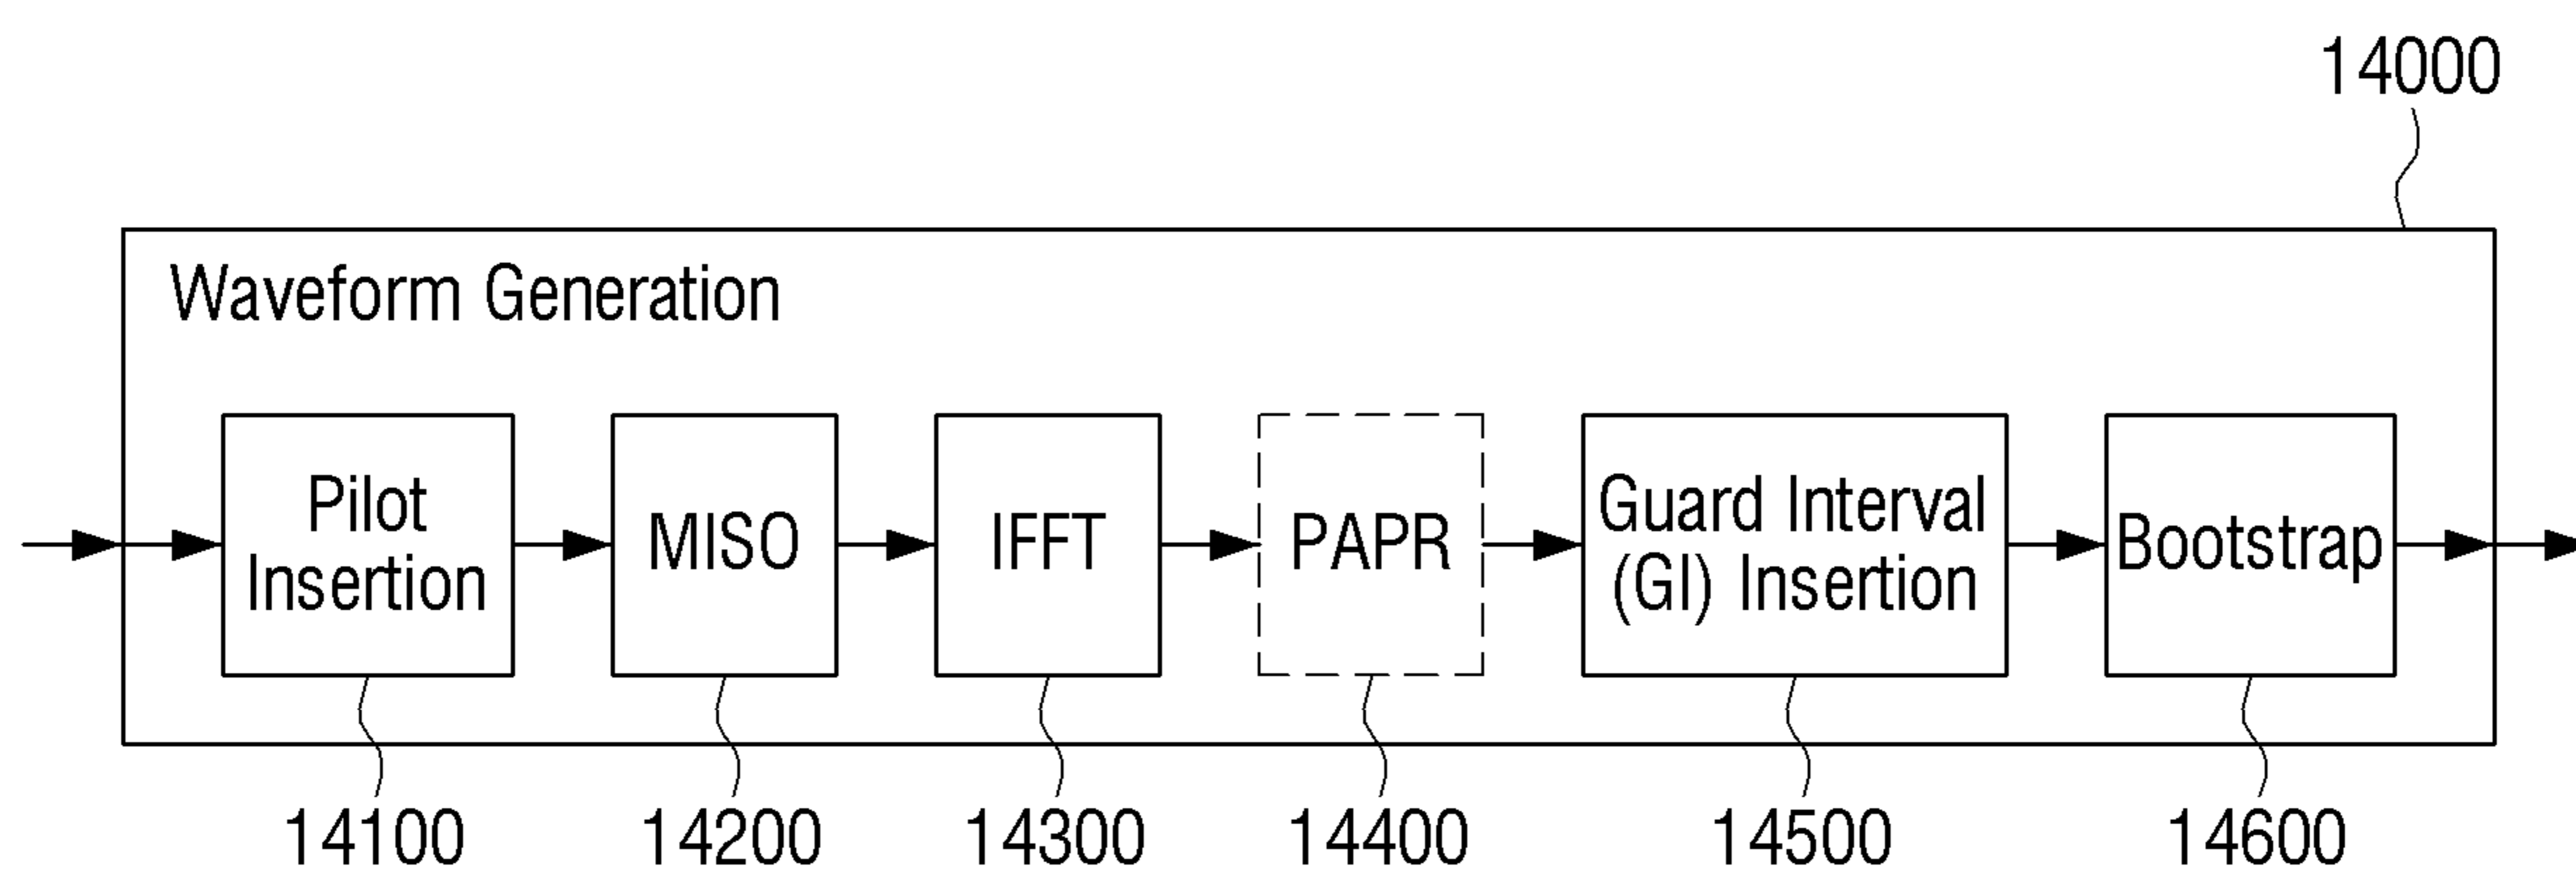 14000
Waveform Generation
Pilot
Insertion
MISO
IFFT
PAPR
Guard Interval
(GI) Insertion
Bootstrap
14100
14200
14300
14400
14500
14600